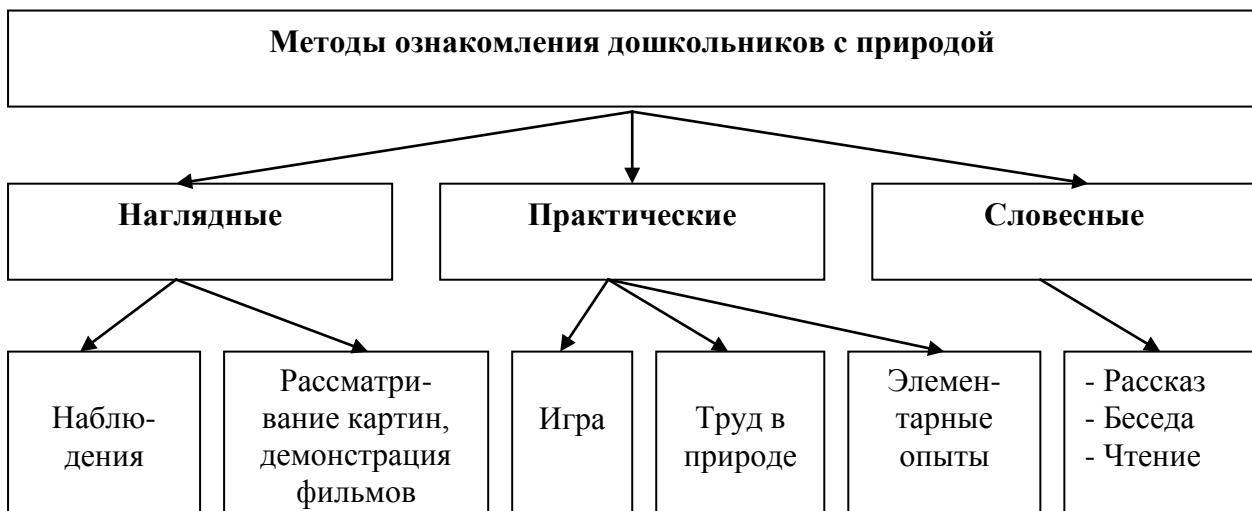 Методы ознакомления дошкольников с природой
Наглядные
Практические
Словесные
Наблю-
дения
Рассматри-
вание картин,
демонстрация
фильмов
Игра
Труд в
природе
Элемен-
тарные
опыты
- Рассказ
- Беседа
- Чтение